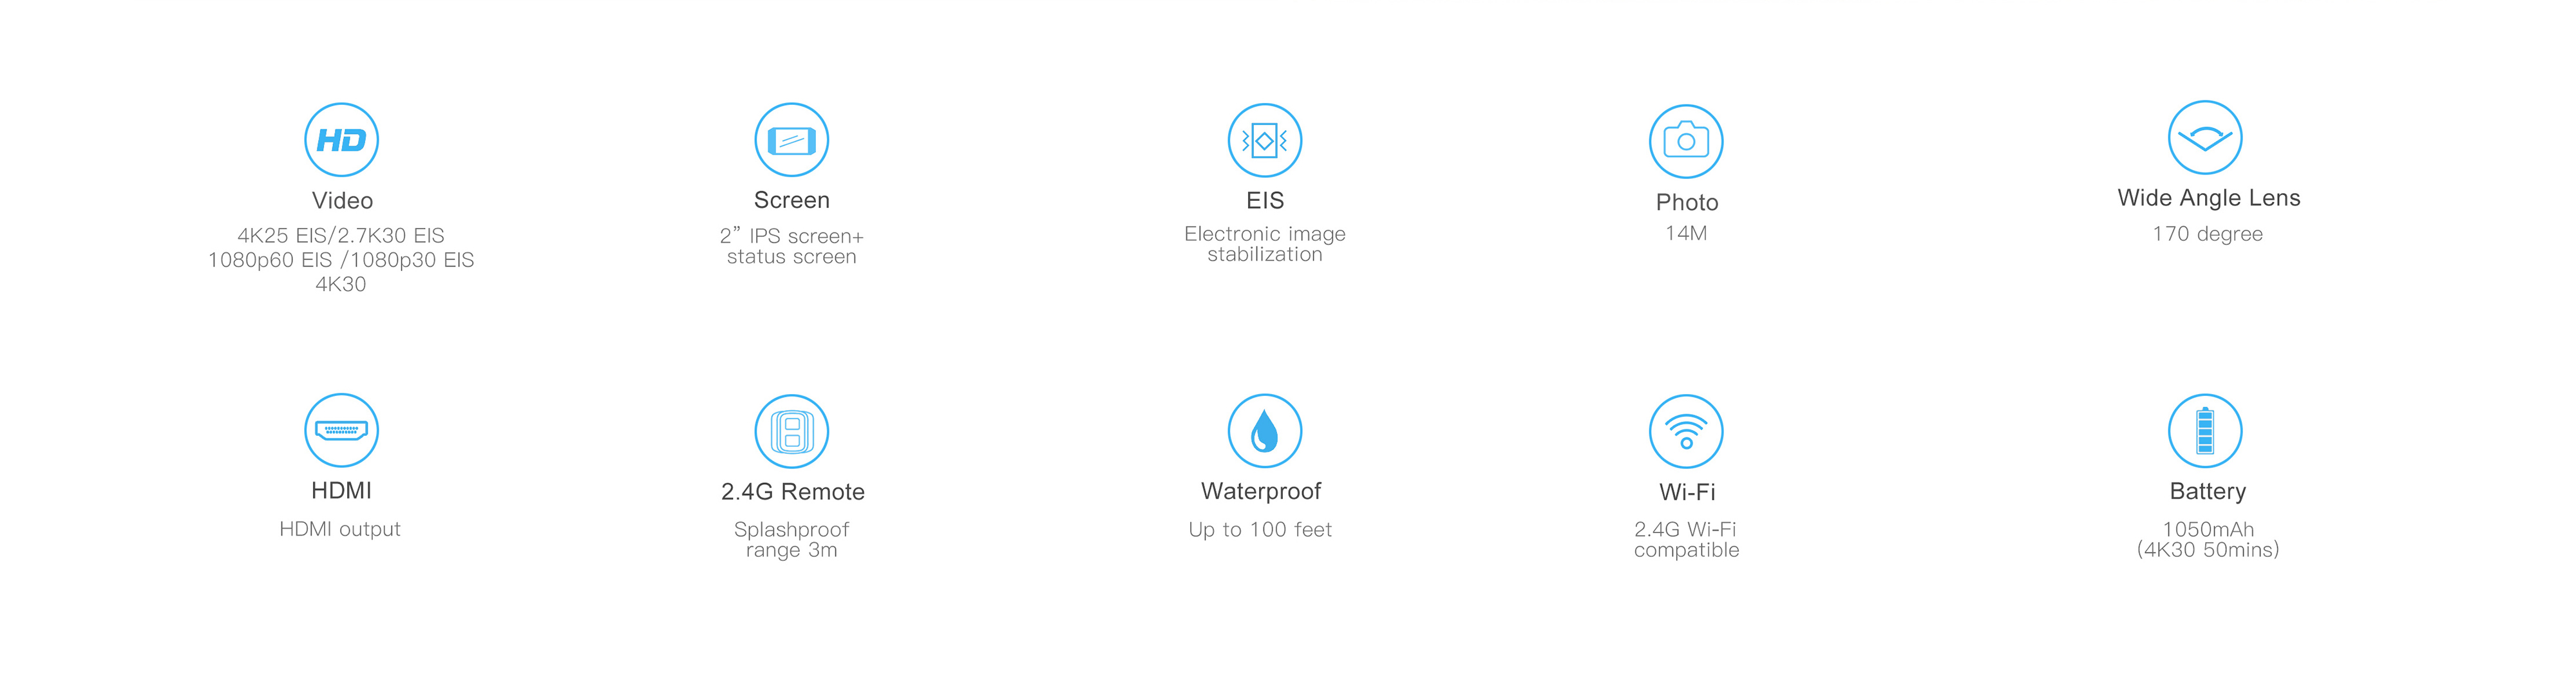 HD
Video
4K25 EIS/2.7K30 EIS
1080p60 EIS /1080p30 EIS
4K30
Screen
2” IPS screen+
status screen
EIS
Electronic image
stabilization
Photo
14M
Wide Angle Lens
170 degree
HDMI
HDMI output
2.4G Remote
Splashproof
range 3m
Waterproof
Up to 100 feet
Wi-Fi
2.4G Wi-Fi
compatible
Battery
1050mAh
(4K30 50mins)